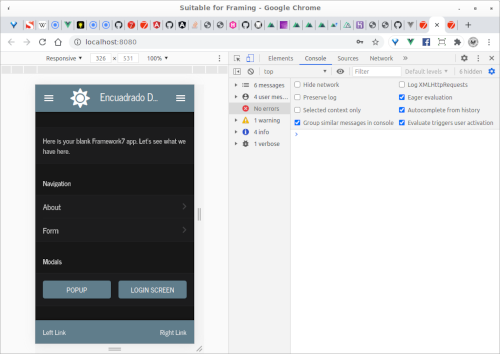 Suitable for Framing - Google Chrome
localhost:8080
Responsive 326 × 531 100%
Elements Console Sources Network
top Filter Default levels 6 hidden
Encuadrado D...
Here is your blank Framework7 app. Let's see what we
have here.
Navigation
About
Form
Modals
POPUP LOGIN SCREEN
Left Link Right Link
6 messages
4 user mes...
No errors
1 warning
4 info
1 verbose
Hide network
Preserve log
Selected context only
Group similar messages in console
Log XMLHttpRequests
Eager evaluation
Autocomplete from history
Evaluate triggers user activation